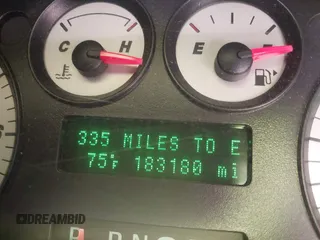 C H E F
335 MILES TO E
75°F 183180 mi
P R N
DREAMBID